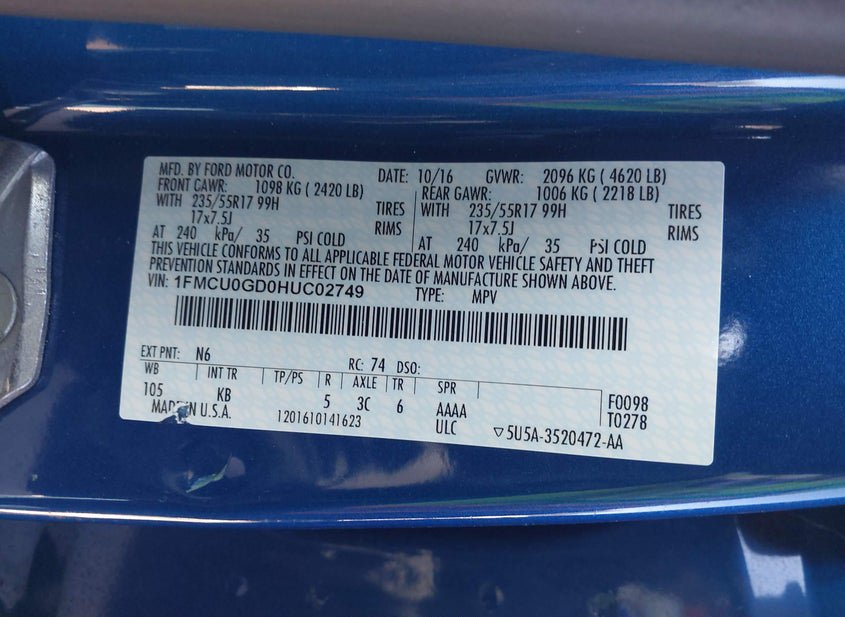 MFD. BY FORD MOTOR CO. DATE: 10/16 GVWR: 2096 KG ( 4620 LB)
FRONT GAWR: 1098 KG ( 2420 LB) REAR GAWR: 1006 KG ( 2218 LB)
WITH 235/55R17 99H TIRES WITH 235/55R17 99H TIRES
17x7.5J RIMS 17x7.5J RIMS
AT 240 kPa/ 35 PSI COLD AT 240 kPa/ 35 PSI COLD
THIS VEHICLE CONFORMS TO ALL APPLICABLE FEDERAL MOTOR VEHICLE SAFETY AND THEFT
PREVENTION STANDARDS IN EFFECT ON THE DATE OF MANUFACTURE SHOWN ABOVE.
VIN: 1FMCU0GD0HUC02749 TYPE: MPV
EXT PNT: N6 RC: 74 DSO:
WB INT TR TP/PS R AXLE TR SPR
105 KB 5 3C 6 AAAA F0098
MADE IN U.S.A. 1201610141623 ULC ▽5U5A-3520472-AA T0278